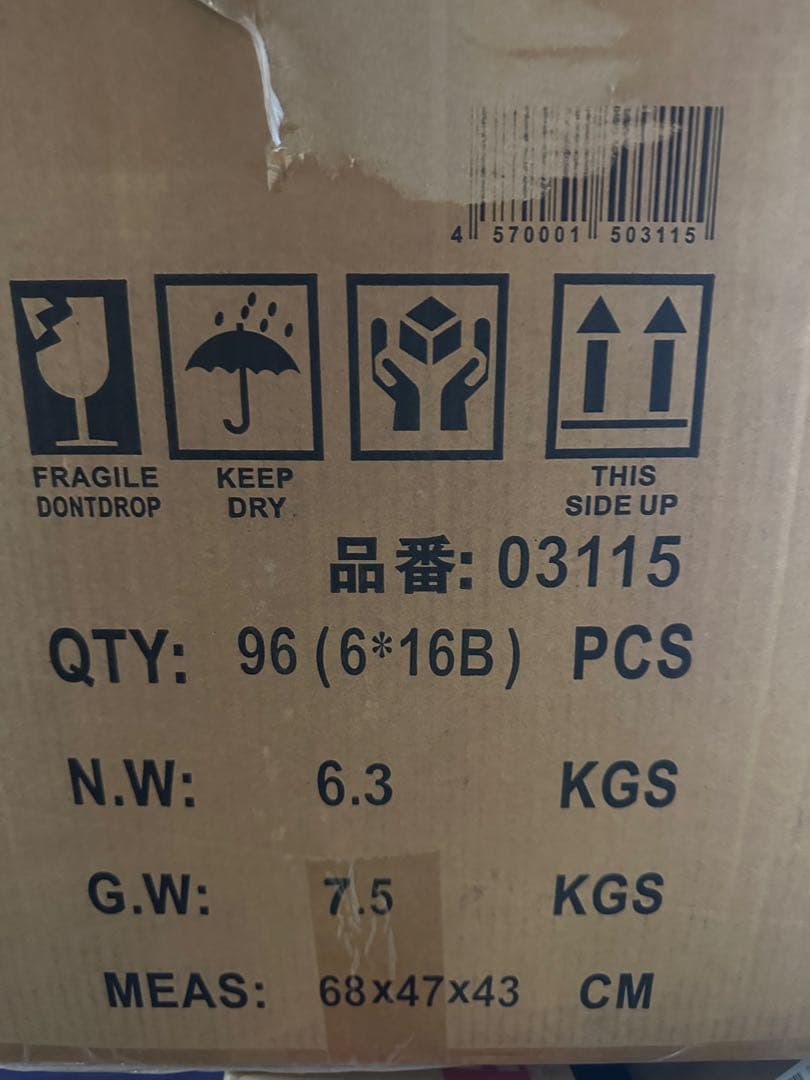 4 570001 503115
FRAGILE
DONTDROP
KEEP
DRY
THIS
SIDE UP
品番: 03115
QTY: 96 (6*16B) PCS
N.W: 6.3 KGS
G.W: 7.5 KGS
MEAS: 68x47x43 CM